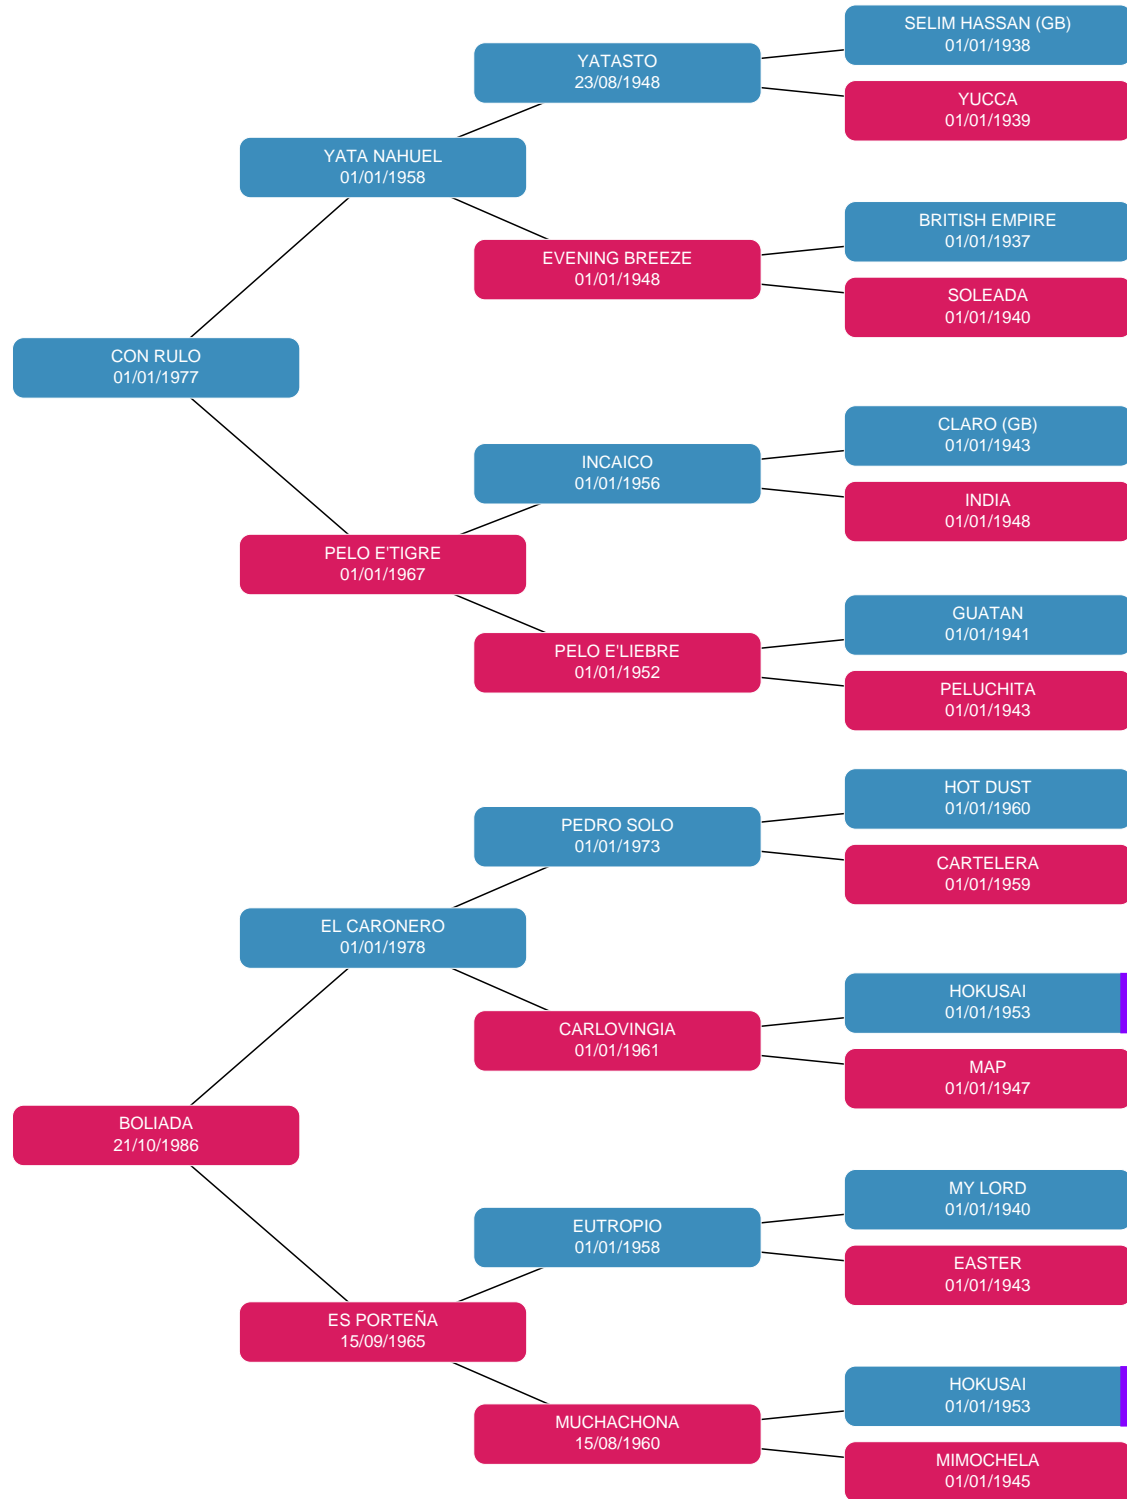 SELIM HASSAN (GB)
01/01/1938
YATASTO
23/08/1948
YUCCA
01/01/1939
YATA NAHUEL
01/01/1958
BRITISH EMPIRE
01/01/1937
EVENING BREEZE
01/01/1948
SOLEADA
01/01/1940
CON RULO
01/01/1977
CLARO (GB)
01/01/1943
INCAICO
01/01/1956
INDIA
01/01/1948
PELO E'TIGRE
01/01/1967
GUATAN
01/01/1941
PELO E'LIEBRE
01/01/1952
PELUCHITA
01/01/1943
HOT DUST
01/01/1960
PEDRO SOLO
01/01/1973
CARTELERA
01/01/1959
EL CARONERO
01/01/1978
HOKUSAI
01/01/1953
CARLOVINGIA
01/01/1961
MAP
01/01/1947
BOLIADA
21/10/1986
MY LORD
01/01/1940
EUTROPIO
01/01/1958
EASTER
01/01/1943
ES PORTEÑA
15/09/1965
HOKUSAI
01/01/1953
MUCHACHONA
15/08/1960
MIMOCHELA
01/01/1945